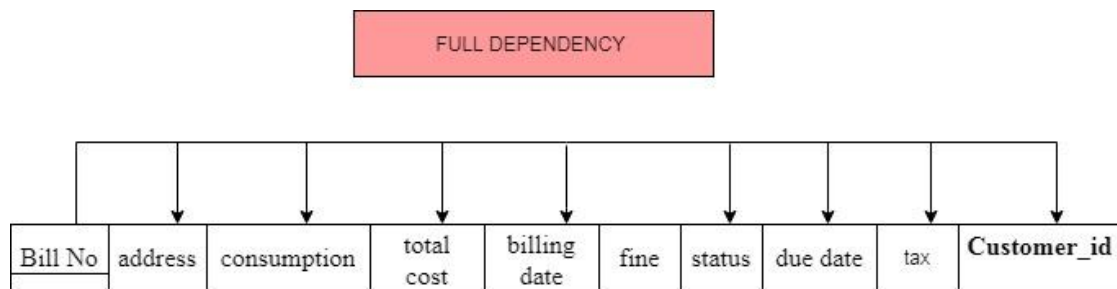 FULL DEPENDENCY
Bill No
address
consumption
total
cost
billing
date
fine
status
due date
tax
Customer_id